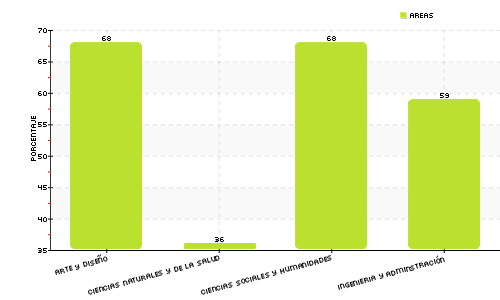 AREAS
PORCENTAJE
70
65
60
55
50
45
40
35
68
36
68
59
ARTE Y DISEÑO
CIENCIAS NATURALES Y DE LA SALUD
CIENCIAS SOCIALES Y HUMANIDADES
INGENIERIA Y ADMINSTRACIÓN